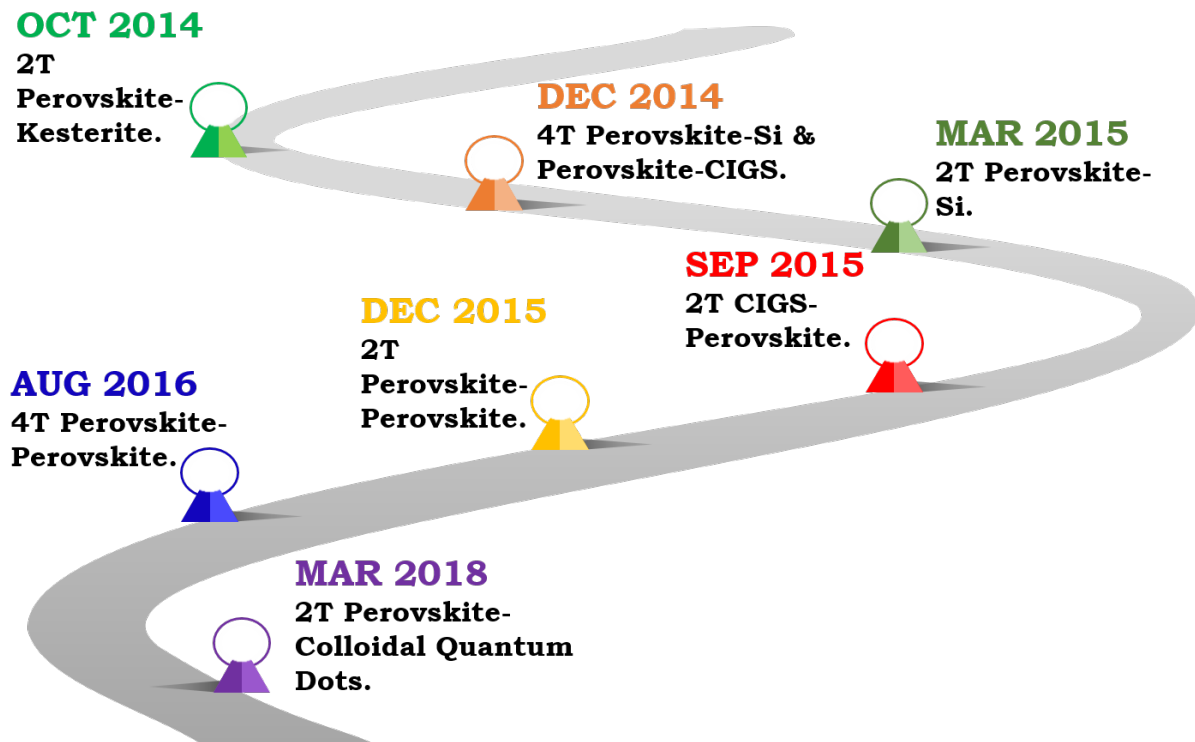 OCT 2014
2T
Perovskite-
Kesterite.
DEC 2014
4T Perovskite-Si &
Perovskite-CIGS.
MAR 2015
2T Perovskite-
Si.
SEP 2015
2T CIGS-
Perovskite.
DEC 2015
2T
Perovskite-
Perovskite.
AUG 2016
4T Perovskite-
Perovskite.
MAR 2018
2T Perovskite-
Colloidal Quantum
Dots.